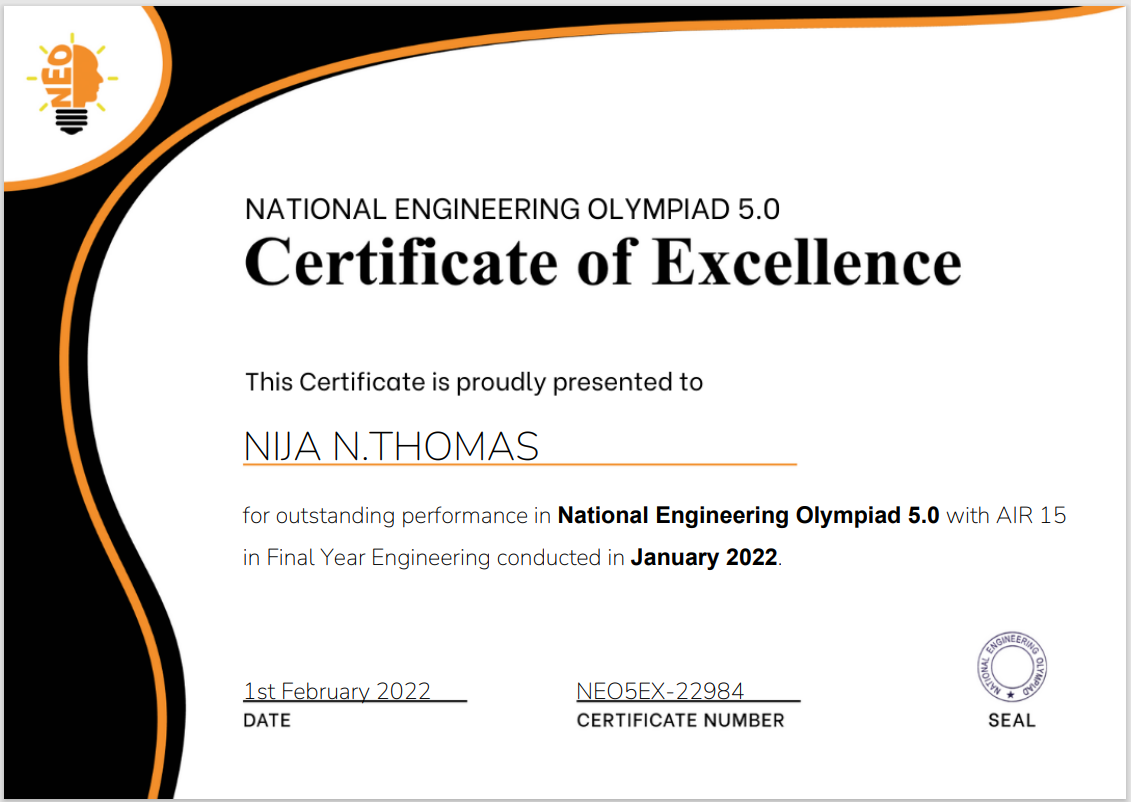 NEO
NATIONAL ENGINEERING OLYMPIAD 5.0
Certificate of Excellence
This Certificate is proudly presented to
NIJA N.THOMAS
for outstanding performance in National Engineering Olympiad 5.0 with AIR 15
in Final Year Engineering conducted in January 2022.
1st February 2022
DATE
NEO5EX-22984
CERTIFICATE NUMBER
NATIONAL ENGINEERING OLYMPIAD
SEAL